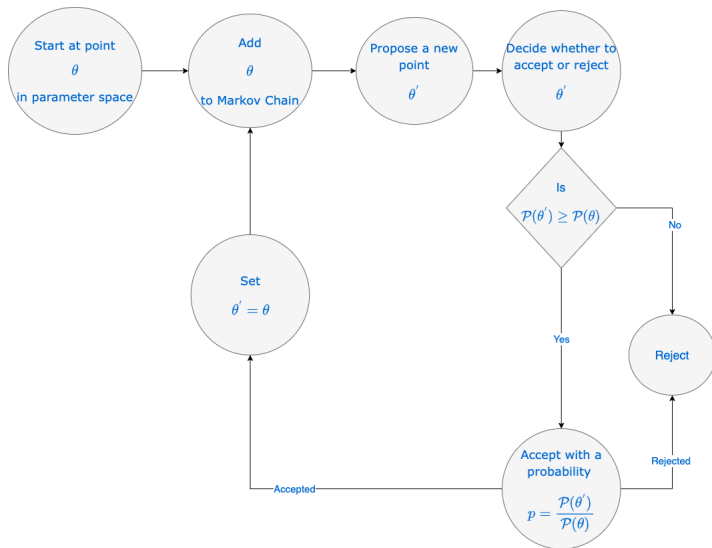 Start at point
θ
in parameter space
Add
θ
to Markov Chain
Propose a new
point
θ′
Decide whether to
accept or reject
θ′
Is
𝒫(θ′) ≥ 𝒫(θ)
No
Yes
Reject
Set
θ′ = θ
Accept with a
probability
p = 𝒫(θ′) / 𝒫(θ)
Accepted
Rejected